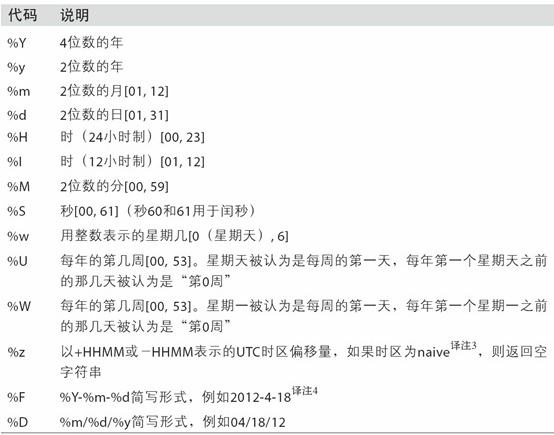 代码 说明
%Y 4位数的年
%y 2位数的年
%m 2位数的月[01, 12]
%d 2位数的日[01, 31]
%H 时（24小时制）[00, 23]
%I 时（12小时制）[01, 12]
%M 2位数的分[00, 59]
%S 秒[00, 61]（秒60和61用于闰秒）
%w 用整数表示的星期几[0（星期天）, 6]
%U 每年的第几周[00, 53]。星期天被认为是每周的第一天，每年第一个星期天之前
的那几天被认为是“第0周”
%W 每年的第几周[00, 53]。星期一被认为是每周的第一天，每年第一个星期一之前
的那几天被认为是“第0周”
%z 以+HHMM或－HHMM表示的UTC时区偏移量，如果时区为naive译注3，则返回空
字符串
%F %Y-%m-%d简写形式，例如2012-4-18译注4
%D %m/%d/%y简写形式，例如04/18/12